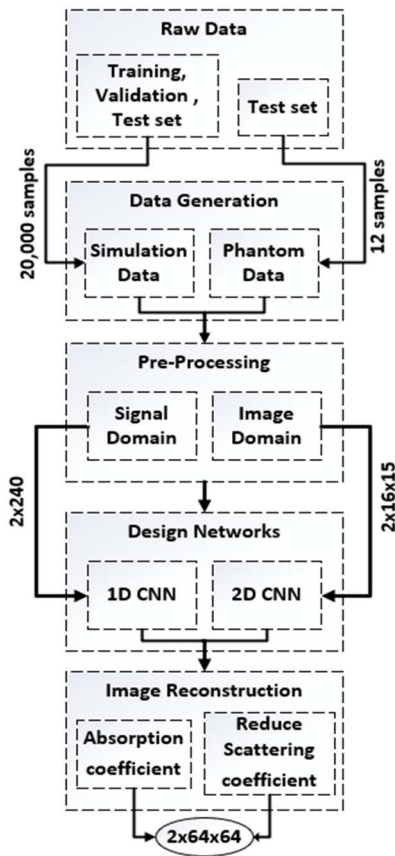 Raw Data
Training,
Validation ,
Test set
Test set
20,000 samples
12 samples
Data Generation
Simulation
Data
Phantom
Data
Pre-Processing
Signal
Domain
Image
Domain
2x240
2x16x15
Design Networks
1D CNN
2D CNN
Image Reconstruction
Absorption
coefficient
Reduce
Scattering
coefficient
2x64x64